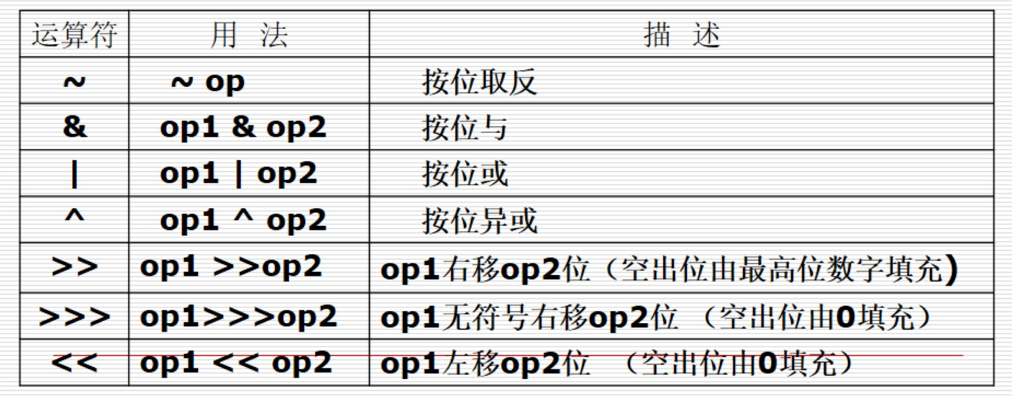 运算符 用 法 描 述
~ ~ op 按位取反
& op1 & op2 按位与
| op1 | op2 按位或
^ op1 ^ op2 按位异或
>> op1 >>op2 op1右移op2位（空出位由最高位数字填充)
>>> op1>>>op2 op1无符号右移op2位 （空出位由0填充）
<< op1 << op2 op1左移op2位 （空出位由0填充）